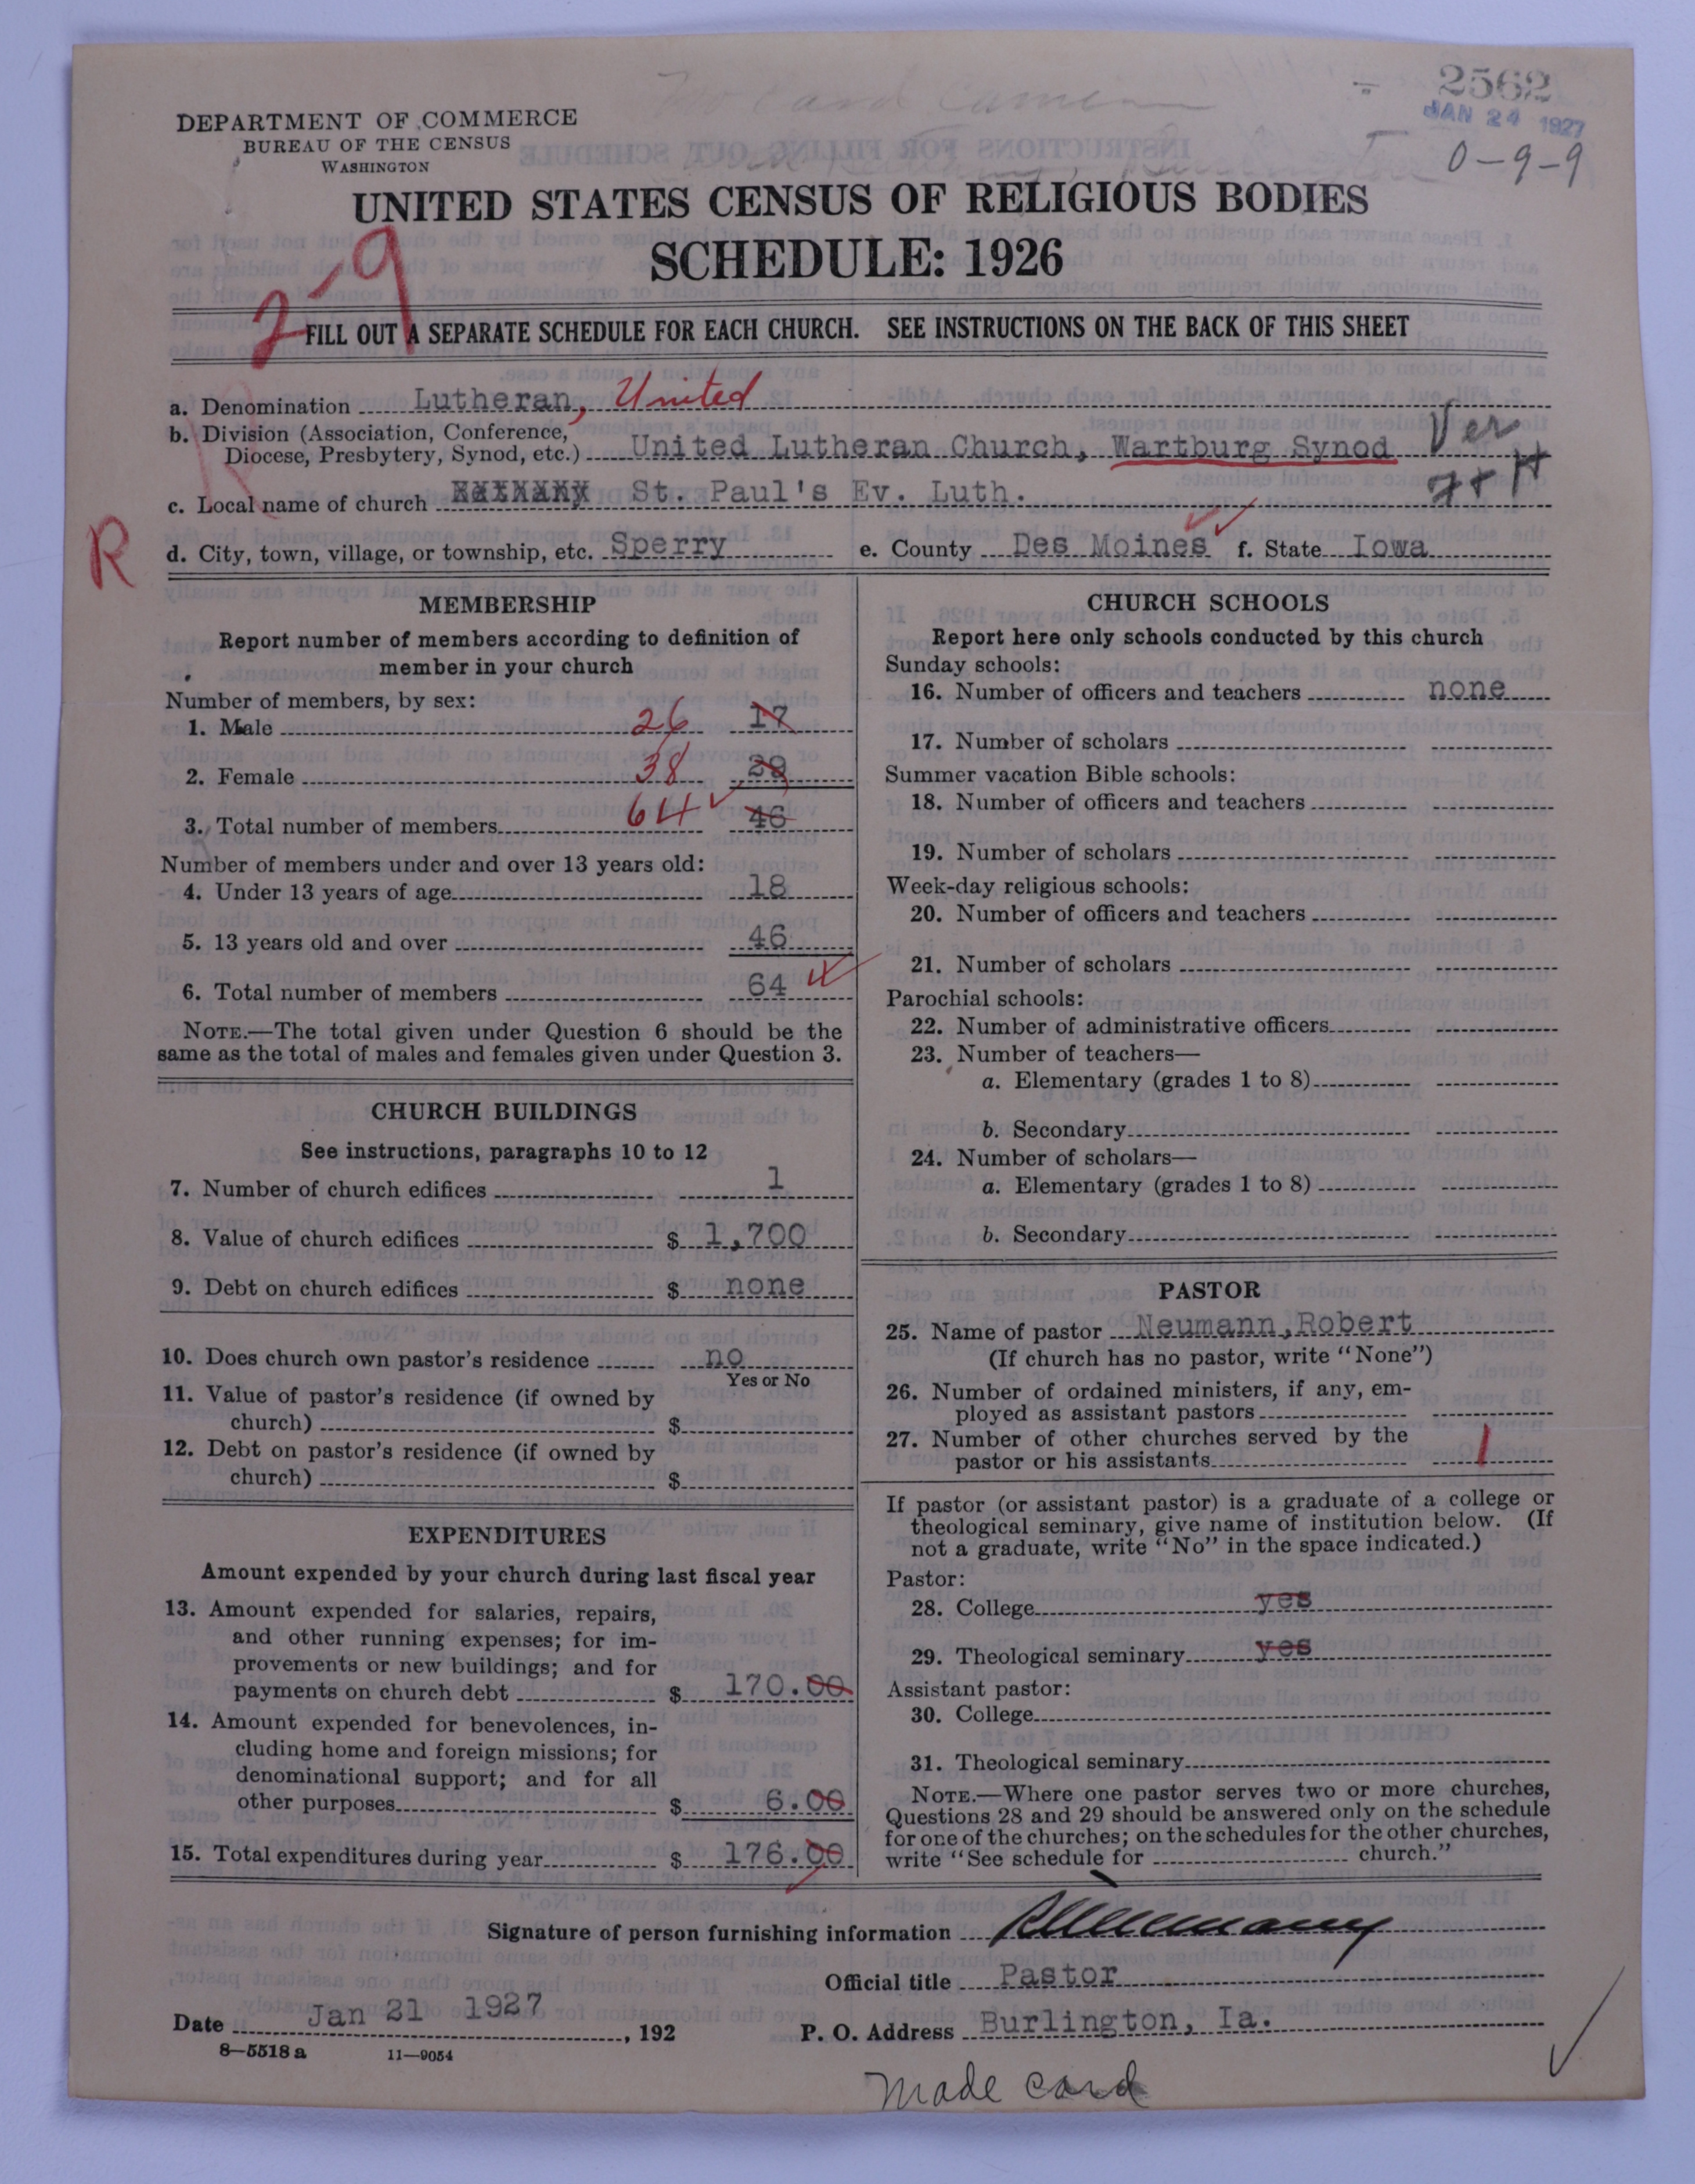 2562
JAN 24 1927
0-9-9
DEPARTMENT OF COMMERCE
BUREAU OF THE CENSUS
WASHINGTON
UNITED STATES CENSUS OF RELIGIOUS BODIES
SCHEDULE: 1926
2-9
FILL OUT A SEPARATE SCHEDULE FOR EACH CHURCH. SEE INSTRUCTIONS ON THE BACK OF THIS SHEET
a. Denomination Lutheran, United
b. Division (Association, Conference, Diocese, Presbytery, Synod, etc.) United Lutheran Church, Wartburg Synod Ver
c. Local name of church St. Paul's Ev. Luth.
R
d. City, town, village, or township, etc. Sperry e. County Des Moines f. State Iowa
MEMBERSHIP
Report number of members according to definition of
member in your church
Number of members, by sex:
1. Male 26 17
2. Female 38 29
3. Total number of members 64 46
Number of members under and over 13 years old:
4. Under 13 years of age 18
5. 13 years old and over 46
6. Total number of members 64
NOTE.—The total given under Question 6 should be the
same as the total of males and females given under Question 3.
CHURCH BUILDINGS
See instructions, paragraphs 10 to 12
7. Number of church edifices 1
8. Value of church edifices $ 1,700
9. Debt on church edifices $ none
10. Does church own pastor's residence no
Yes or No
11. Value of pastor's residence (if owned by
church) $
12. Debt on pastor's residence (if owned by
church) $
EXPENDITURES
Amount expended by your church during last fiscal year
13. Amount expended for salaries, repairs,
and other running expenses; for im-
provements or new buildings; and for
payments on church debt $ 170.00
14. Amount expended for benevolences, in-
cluding home and foreign missions; for
denominational support; and for all
other purposes $ 6.00
15. Total expenditures during year $ 176.00
CHURCH SCHOOLS
Report here only schools conducted by this church
Sunday schools:
16. Number of officers and teachers none
17. Number of scholars
Summer vacation Bible schools:
18. Number of officers and teachers
19. Number of scholars
Week-day religious schools:
20. Number of officers and teachers
21. Number of scholars
Parochial schools:
22. Number of administrative officers
23. Number of teachers—
a. Elementary (grades 1 to 8)
b. Secondary
24. Number of scholars—
a. Elementary (grades 1 to 8)
b. Secondary
PASTOR
25. Name of pastor Neumann, Robert
(If church has no pastor, write "None")
26. Number of ordained ministers, if any, em-
ployed as assistant pastors
27. Number of other churches served by the
pastor or his assistants 1
If pastor (or assistant pastor) is a graduate of a college or
theological seminary, give name of institution below. (If
not a graduate, write "No" in the space indicated.)
Pastor:
28. College yes
29. Theological seminary yes
Assistant pastor:
30. College
31. Theological seminary
NOTE.—Where one pastor serves two or more churches,
Questions 28 and 29 should be answered only on the schedule
for one of the churches; on the schedules for the other churches,
write "See schedule for church."
Signature of person furnishing information RNeumann
Official title Pastor
Date Jan 21 1927, 192
P. O. Address Burlington, Ia.
8—5518 a 11—9054
made card